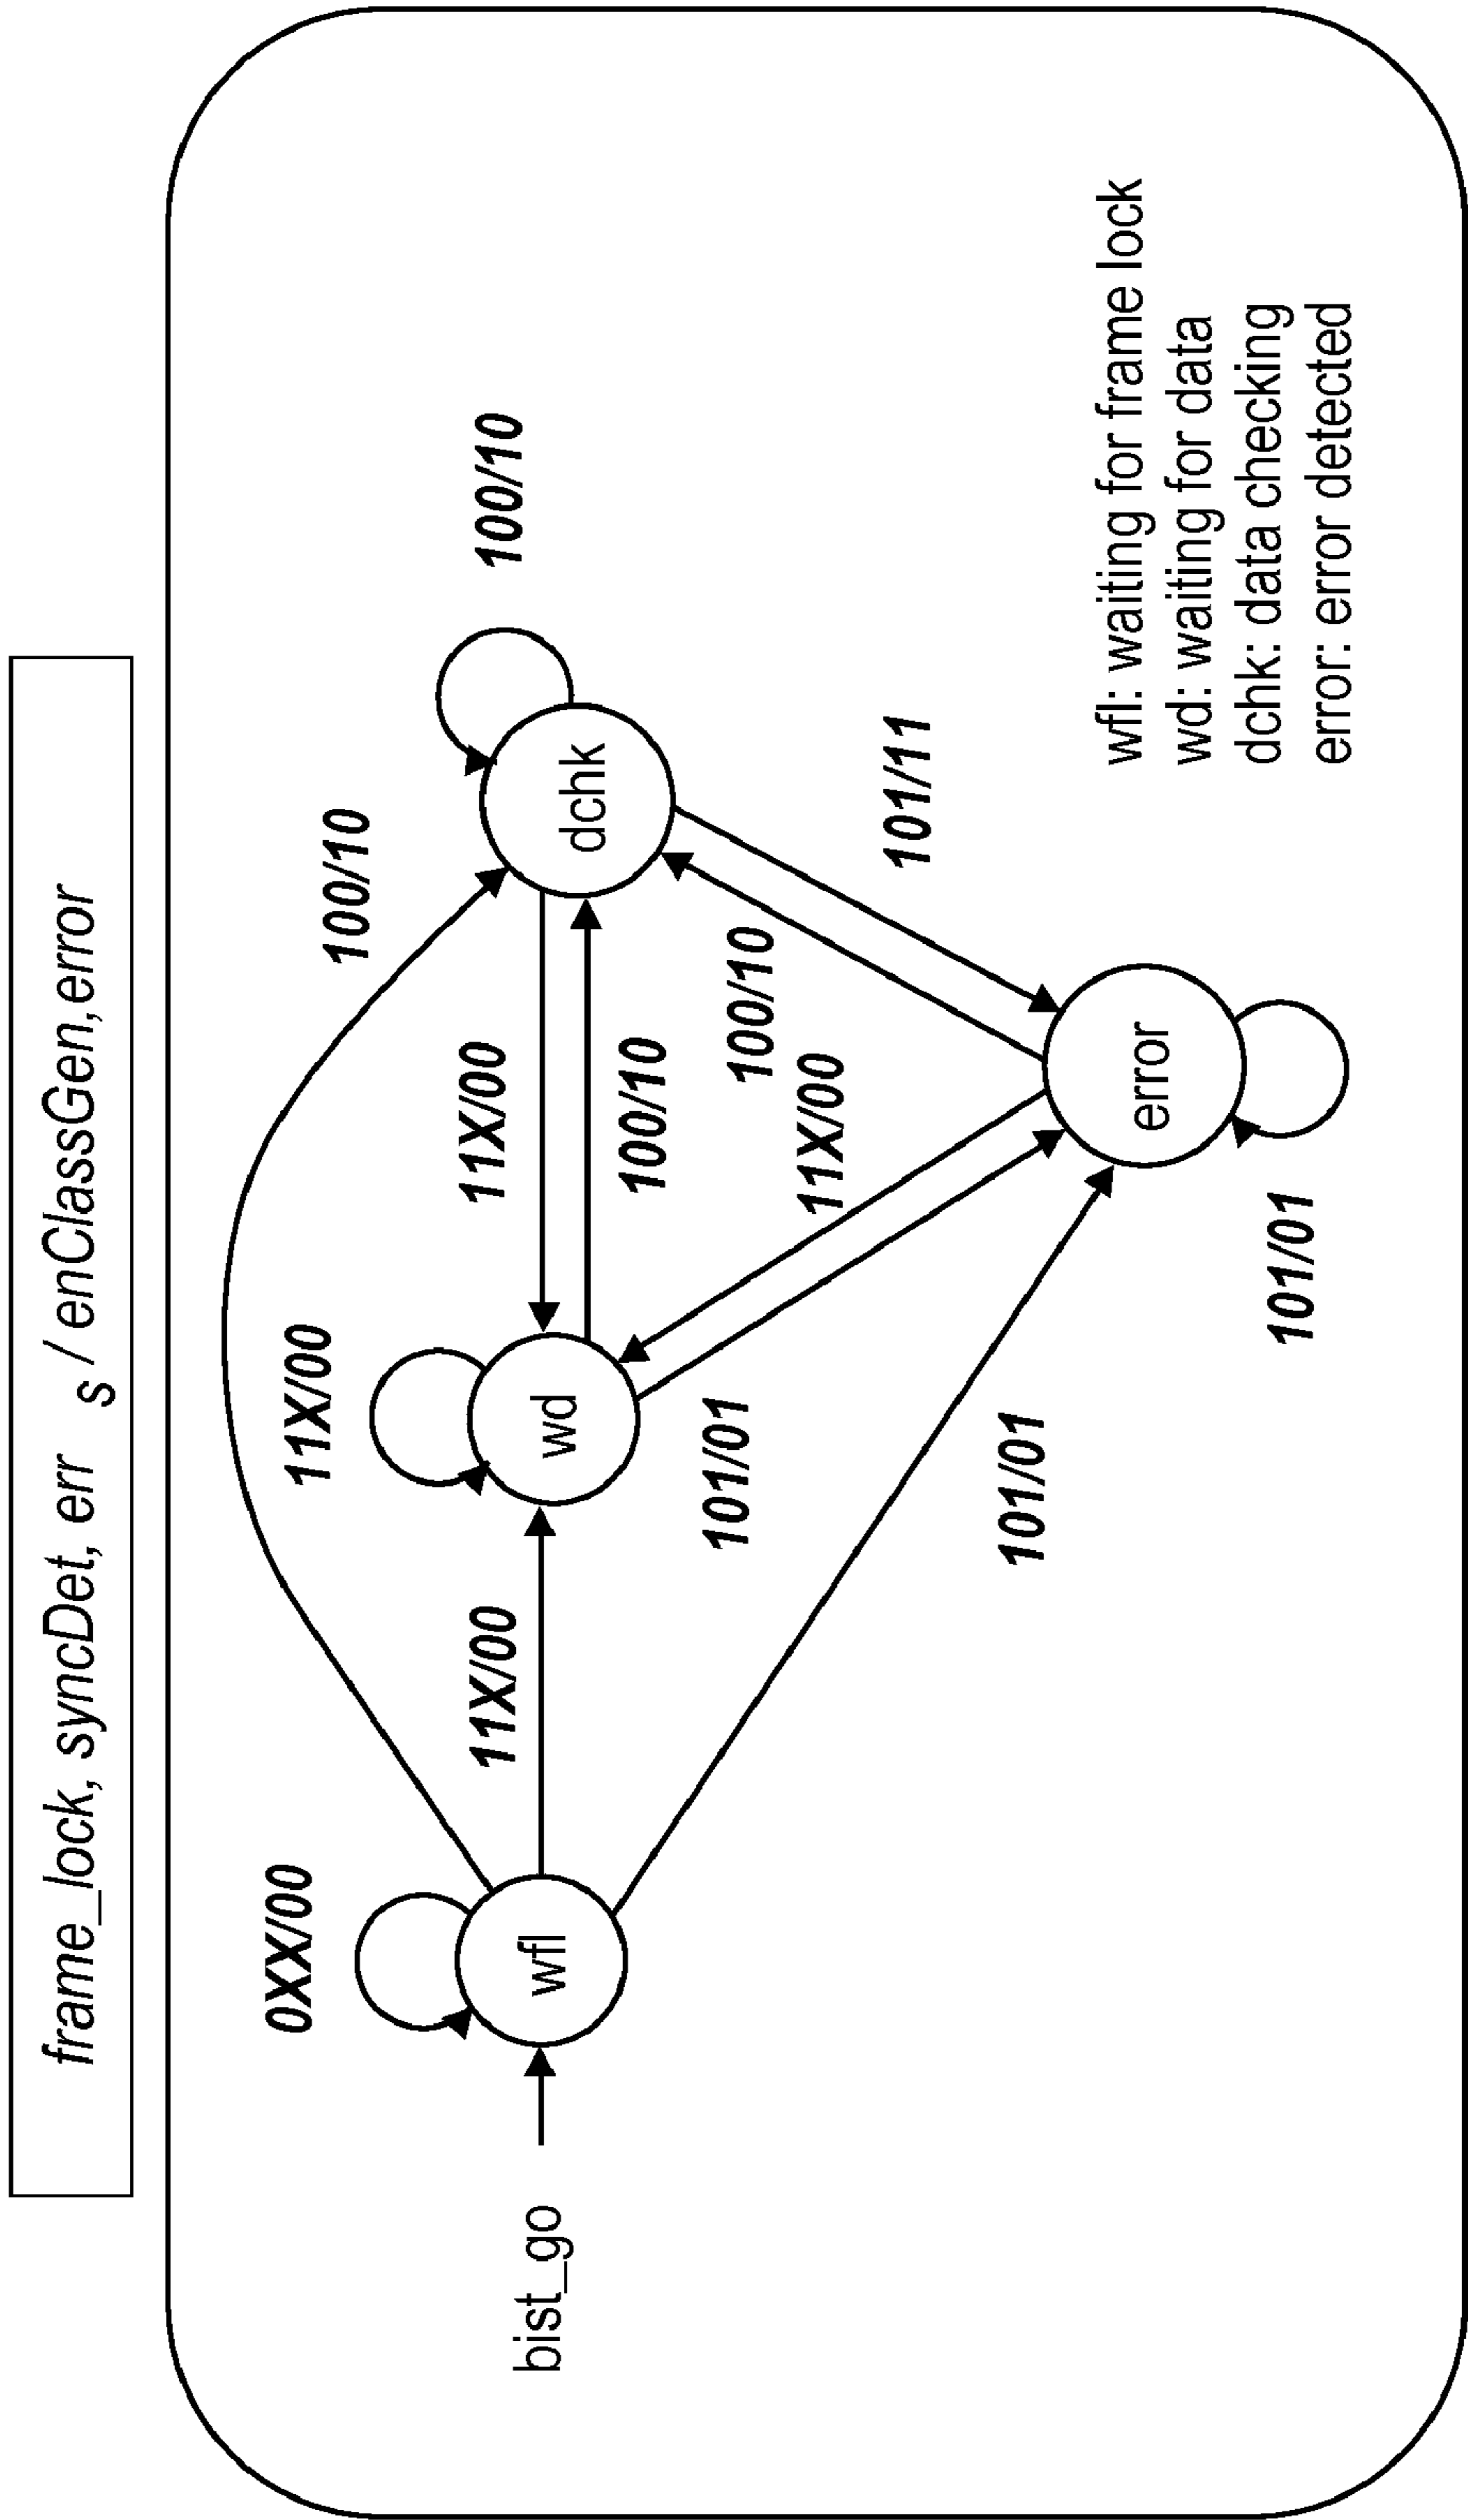 frame_lock, syncDet, err s / enClassGen,error
0XX/00
11X/00
100/10
100/10
11X/00
11X/00
100/10
bist_go
wfl
wd
dchk
100/10
11X/00
101/01
101/11
101/01
error
101/01
wfl: waiting for frame lock
wd: waiting for data
dchk: data checking
error: error detected